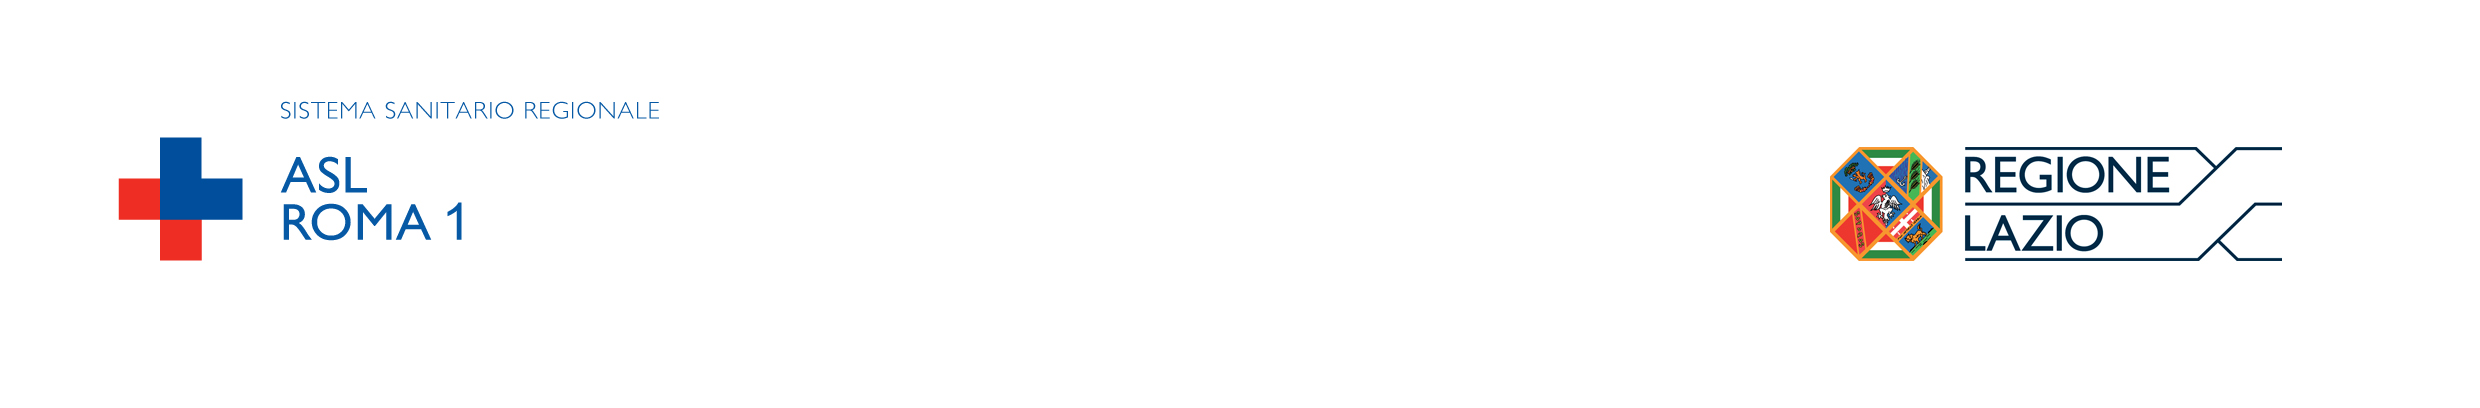 SISTEMA SANITARIO REGIONALE
ASL
ROMA 1
REGIONE
LAZIO